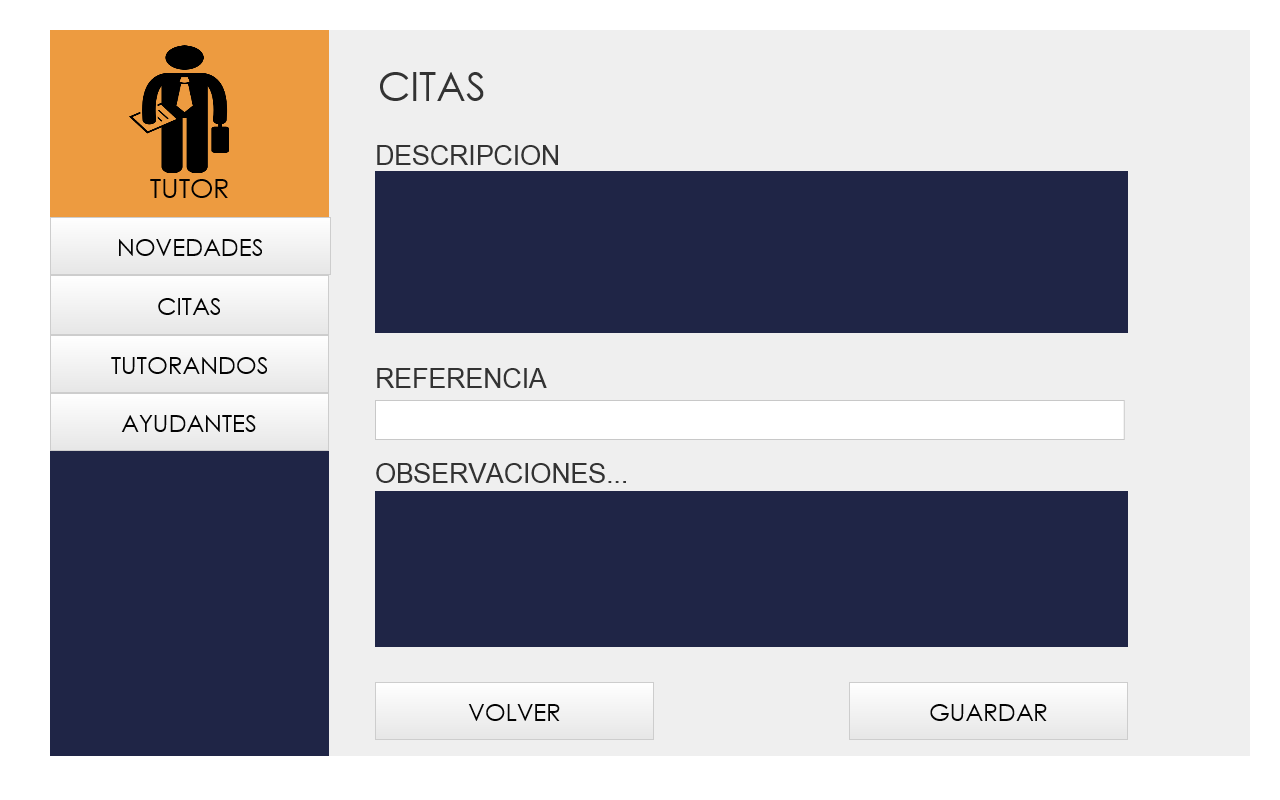 TUTOR
NOVEDADES
CITAS
TUTORANDOS
AYUDANTES
CITAS
DESCRIPCION
REFERENCIA
OBSERVACIONES...
VOLVER
GUARDAR